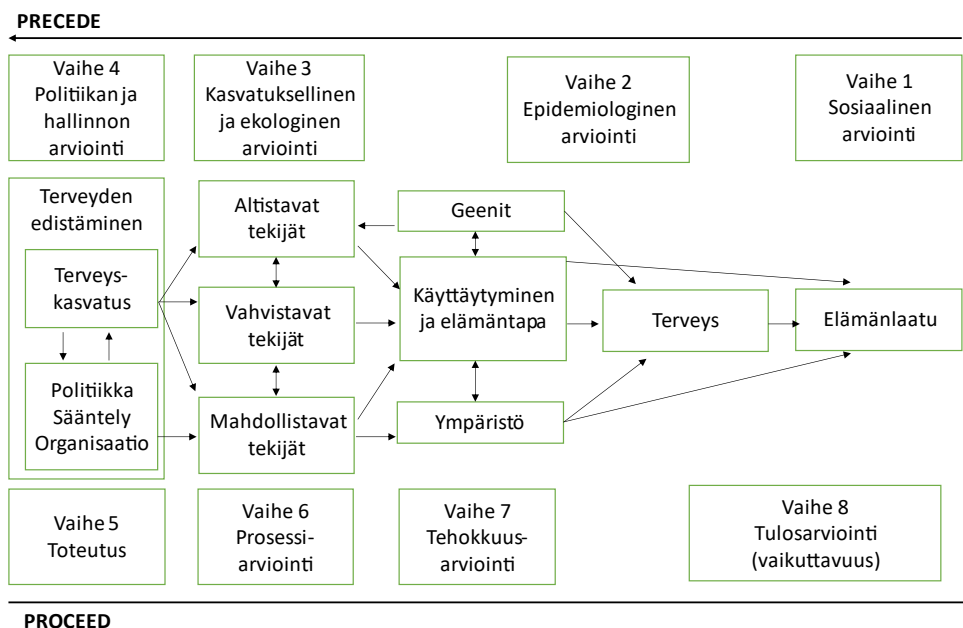 PRECEDE
Vaihe 4
Politiikan ja
hallinnon
arviointi
Vaihe 3
Kasvatuksellinen
ja ekologinen
arviointi
Vaihe 2
Epidemiologinen
arviointi
Vaihe 1
Sosiaalinen
arviointi
Terveyden
edistäminen
Terveys-
kasvatus
Politiikka
Sääntely
Organisaatio
Altistavat
tekijät
Vahvistavat
tekijät
Mahdollistavat
tekijät
Geenit
Käyttäytyminen
ja elämäntapa
Ympäristö
Terveys
Elämänlaatu
Vaihe 5
Toteutus
Vaihe 6
Prosessi-
arviointi
Vaihe 7
Tehokkuus-
arviointi
Vaihe 8
Tulosarviointi
(vaikuttavuus)
PROCEED